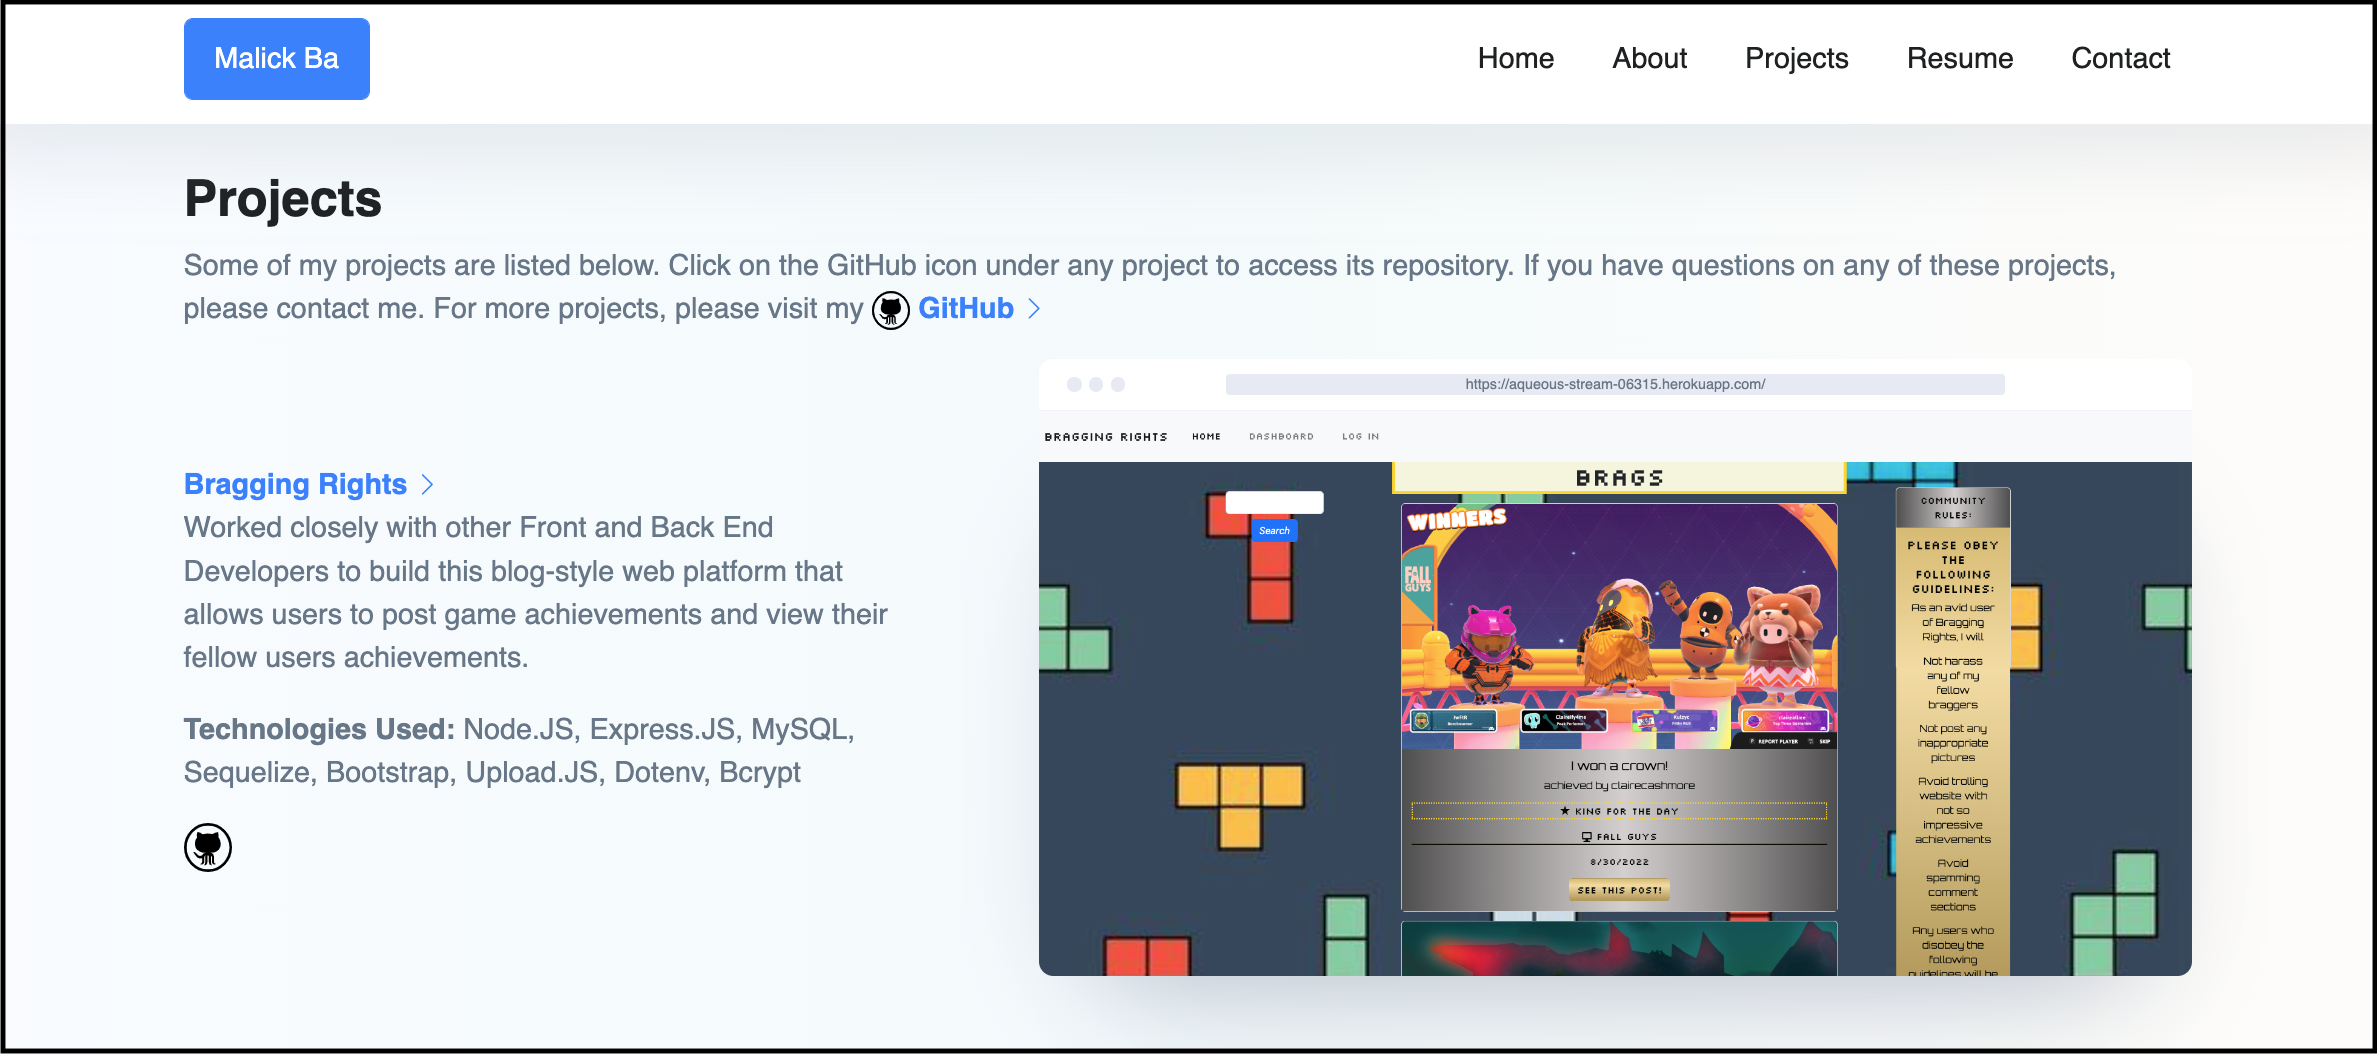 Malick Ba
Home About Projects Resume Contact
Projects
Some of my projects are listed below. Click on the GitHub icon under any project to access its repository. If you have questions on any of these projects,
please contact me. For more projects, please visit my GitHub
Bragging Rights
Worked closely with other Front and Back End
Developers to build this blog-style web platform that
allows users to post game achievements and view their
fellow users achievements.
Technologies Used: Node.JS, Express.JS, MySQL,
Sequelize, Bootstrap, Upload.JS, Dotenv, Bcrypt
https://aqueous-stream-06315.herokuapp.com/
BRAGGING RIGHTS HOME DASHBOARD LOG IN
BRAGS
Search
WINNERS
FALL
GUYS
REPORT PLAYER SKIP
I won a crown!
achieved by clairecashmore
KING FOR THE DAY
FALL GUYS
8/30/2022
SEE THIS POST!
COMMUNITY
RULES:
PLEASE OBEY
THE
FOLLOWING
GUIDELINES:
As an avid user
of Bragging
Rights, I will
Not harass
any of my
fellow
braggers
Not post any
inappropriate
pictures
Avoid trolling
website with
not so
impressive
achievements
Avoid
spamming
comment
sections
Any users who
disobey the
following
guidelines will be